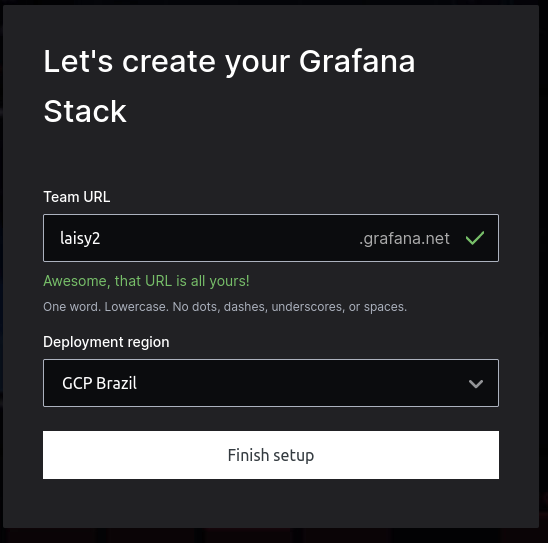 Let's create your Grafana
Stack
Team URL
laisy2 .grafana.net
Awesome, that URL is all yours!
One word. Lowercase. No dots, dashes, underscores, or spaces.
Deployment region
GCP Brazil
Finish setup